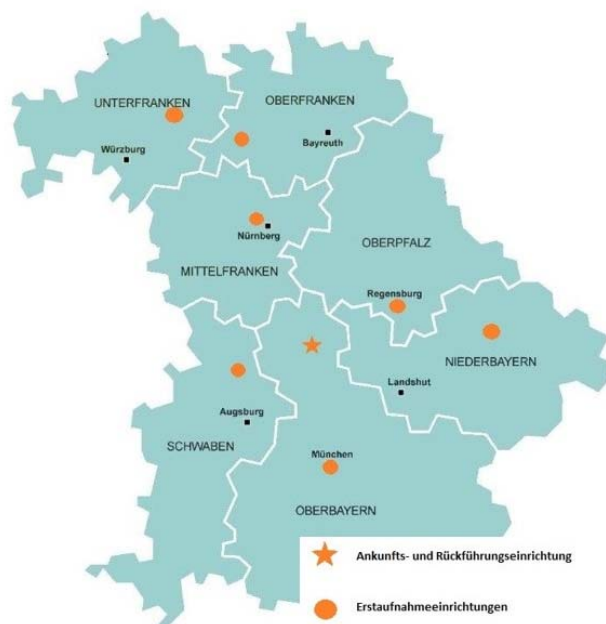 UNTERFRANKEN
OBERFRANKEN
Würzburg
Bayreuth
Nürnberg
OBERPFALZ
MITTELFRANKEN
Regensburg
NIEDERBAYERN
Landshut
Augsburg
SCHWABEN
München
OBERBAYERN
Ankunfts- und Rückführungseinrichtung
Erstaufnahmeeinrichtungen